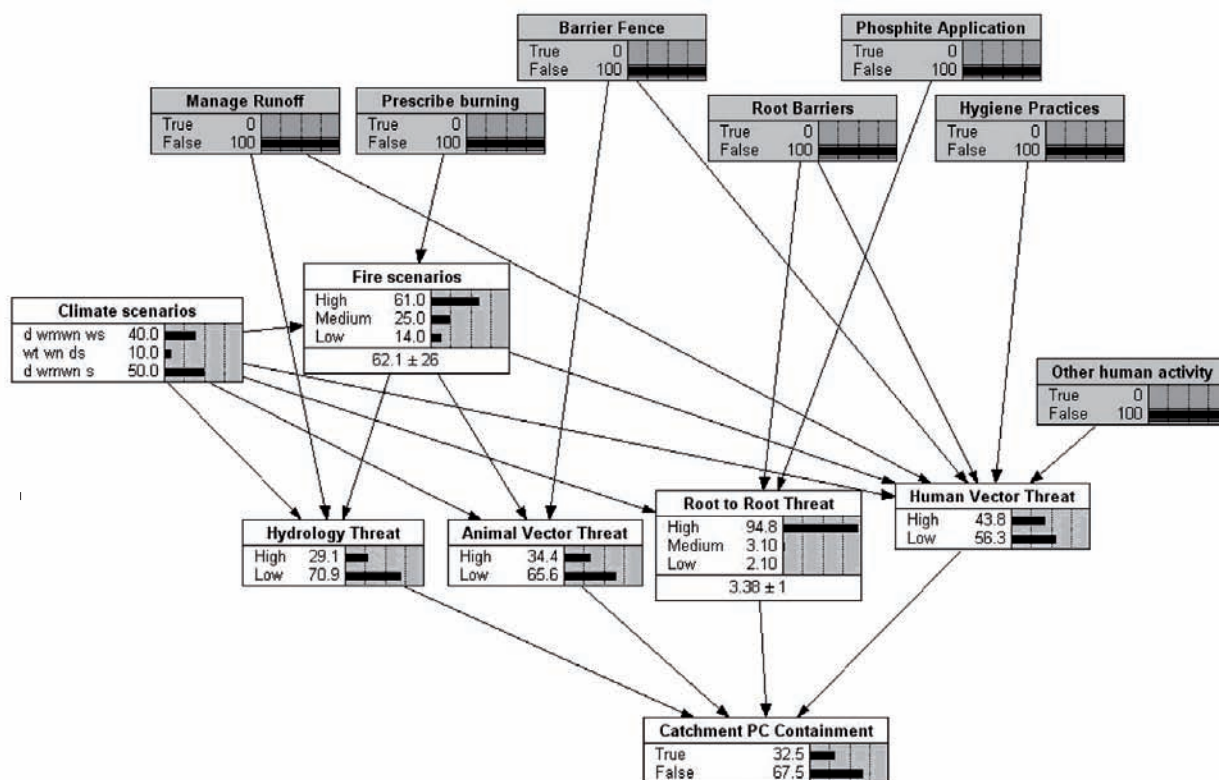 Barrier Fence
True 0
False 100
Phosphite Application
True 0
False 100
Manage Runoff
True 0
False 100
Prescribe burning
True 0
False 100
Root Barriers
True 0
False 100
Hygiene Practices
True 0
False 100
Fire scenarios
High 61.0
Medium 25.0
Low 14.0
62.1 ± 26
Climate scenarios
d wmwn ws 40.0
wt wn ds 10.0
d wmwn s 50.0
Other human activity
True 0
False 100
Hydrology Threat
High 29.1
Low 70.9
Animal Vector Threat
High 34.4
Low 65.6
Root to Root Threat
High 94.8
Medium 3.10
Low 2.10
3.38 ± 1
Human Vector Threat
High 43.8
Low 56.3
Catchment PC Containment
True 32.5
False 67.5